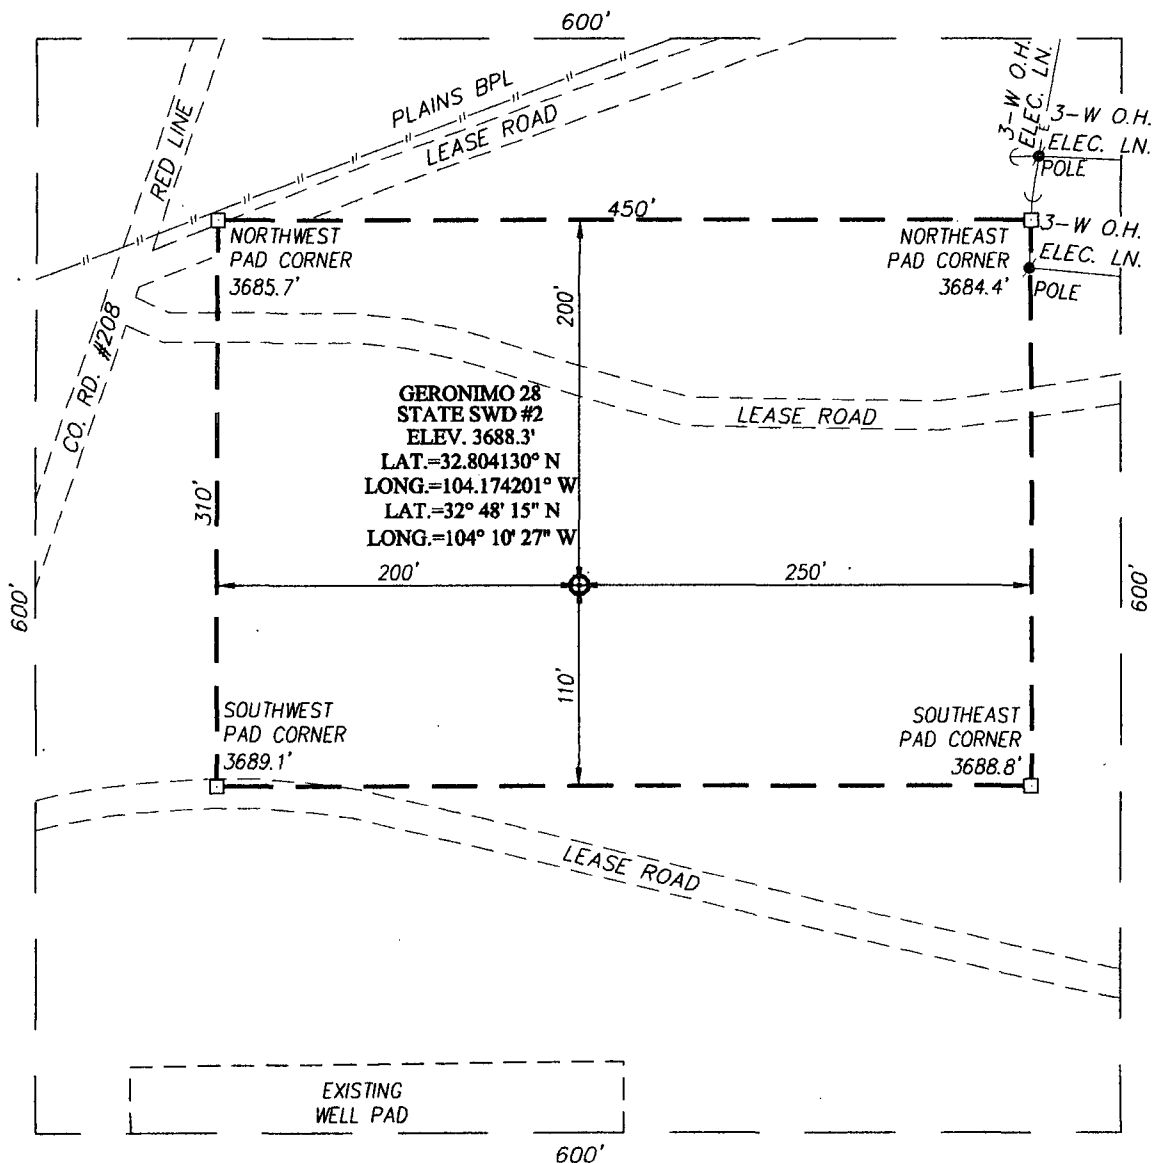 600'
3-W O.H.
ELEC. LN.
3-W O.H.
ELEC. LN.
POLE
PLAINS BPL
LEASE ROAD
RED LINE
450'
3-W O.H.
ELEC. LN.
POLE
NORTHWEST
PAD CORNER
3685.7'
NORTHEAST
PAD CORNER
3684.4'
200'
CO. RD. #208
GERONIMO 28
STATE SWD #2
ELEV. 3688.3'
LAT.=32.804130° N
LONG.=104.174201° W
LAT.=32° 48' 15" N
LONG.=104° 10' 27" W
LEASE ROAD
310'
200'
250'
600'
600'
110'
SOUTHWEST
PAD CORNER
3689.1'
SOUTHEAST
PAD CORNER
3688.8'
LEASE ROAD
EXISTING
WELL PAD
600'